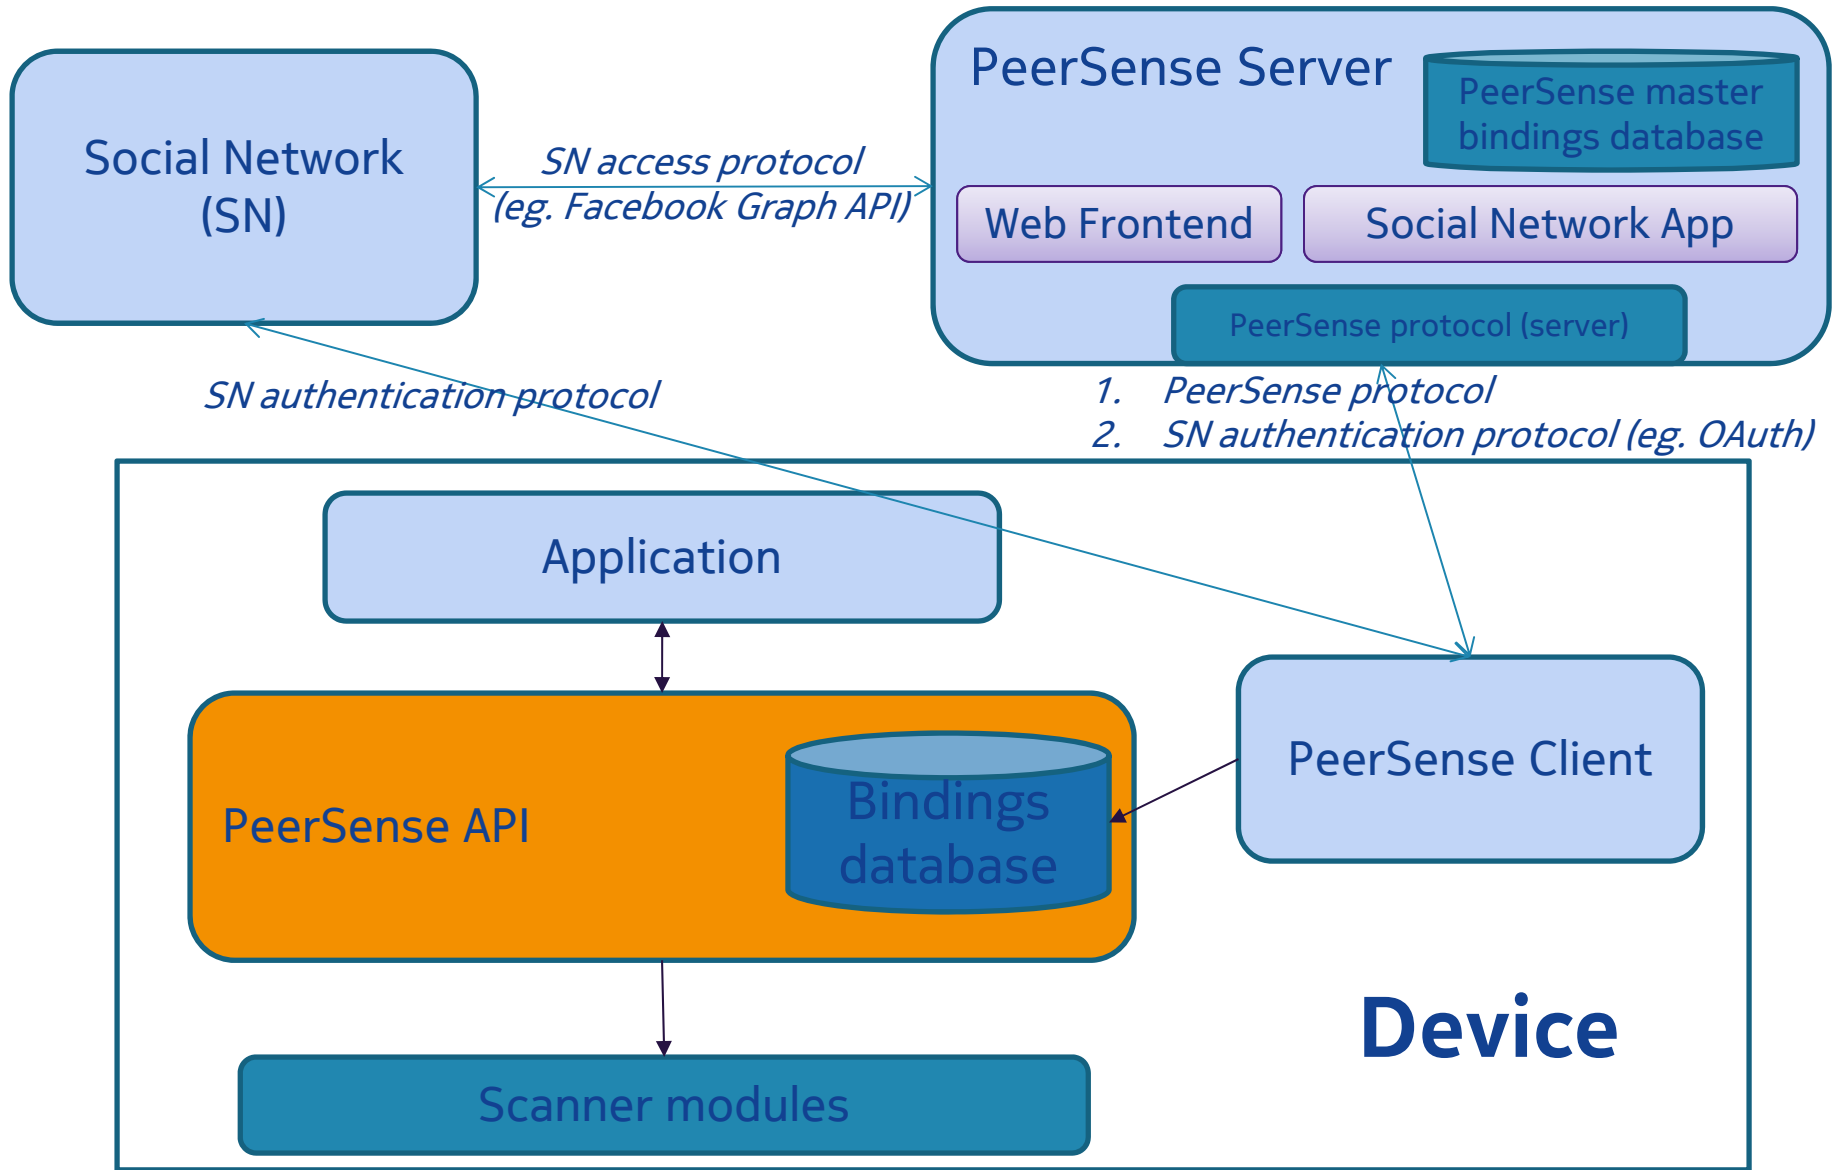 PeerSense Server
PeerSense master
bindings database
Social Network
(SN)
SN access protocol
(eg. Facebook Graph API)
Web Frontend
Social Network App
PeerSense protocol (server)
SN authentication protocol
1. PeerSense protocol
2. SN authentication protocol (eg. OAuth)
Application
PeerSense API
Bindings
database
PeerSense Client
Device
Scanner modules